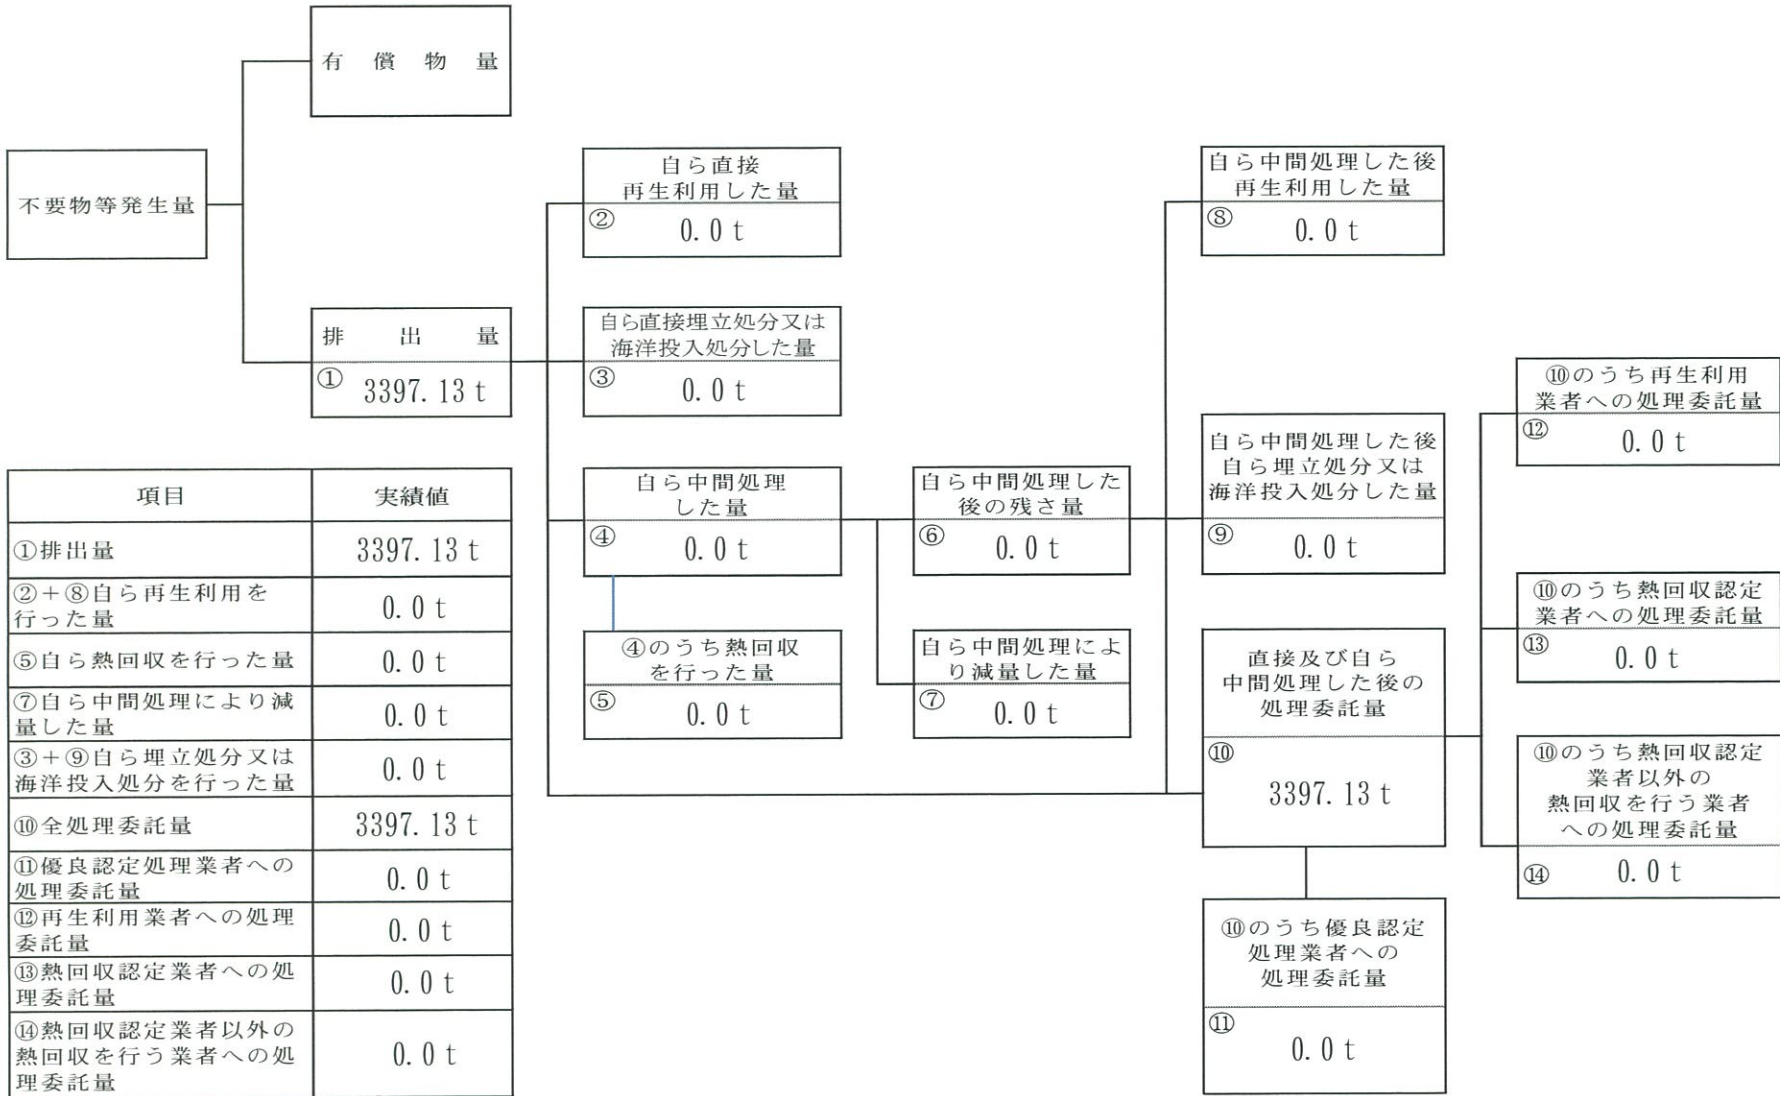 有償物量
不要物等発生量
排出量
① 3397.13 t
自ら直接
再生利用した量
② 0.0 t
自ら直接埋立処分又は
海洋投入処分した量
③ 0.0 t
自ら中間処理
した量
④ 0.0 t
④のうち熱回収
を行った量
⑤ 0.0 t
自ら中間処理した
後の残さ量
⑥ 0.0 t
自ら中間処理によ
り減量した量
⑦ 0.0 t
自ら中間処理した後
再生利用した量
⑧ 0.0 t
自ら中間処理した後
自ら埋立処分又は
海洋投入処分した量
⑨ 0.0 t
直接及び自ら
中間処理した後の
処理委託量
⑩
3397.13 t
⑩のうち優良認定
処理業者への
処理委託量
⑪
0.0 t
⑩のうち再生利用
業者への処理委託量
⑫ 0.0 t
⑩のうち熱回収認定
業者への処理委託量
⑬ 0.0 t
⑩のうち熱回収認定
業者以外の
熱回収を行う業者
への処理委託量
⑭ 0.0 t
項目 実績値
①排出量 3397.13 t
②+⑧自ら再生利用を
行った量 0.0 t
⑤自ら熱回収を行った量 0.0 t
⑦自ら中間処理により減
量した量 0.0 t
③+⑨自ら埋立処分又は
海洋投入処分を行った量 0.0 t
⑩全処理委託量 3397.13 t
⑪優良認定処理業者への
処理委託量 0.0 t
⑫再生利用業者への処理
委託量 0.0 t
⑬熱回収認定業者への処
理委託量 0.0 t
⑭熱回収認定業者以外の
熱回収を行う業者への処
理委託量 0.0 t